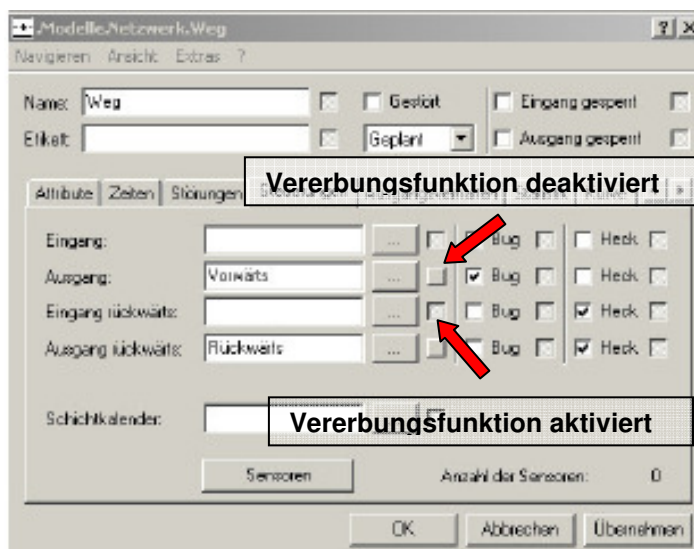 .Modelle.Netzwerk.Weg
Navigieren Ansicht Extras ?
Name: Weg Gestört Eingang gesperrt
Etikett: Geplant Ausgang gesperrt
Vererbungsfunktion deaktiviert
Attribute Zeiten Störungen
Eingang: ... Bug Heck
Ausgang: Vorwärts ... Bug Heck
Eingang rückwärts: ... Bug Heck
Ausgang rückwärts: Rückwärts ... Bug Heck
Vererbungsfunktion aktiviert
Schichtkalender:
Sensoren Anzahl der Sensoren: 0
OK Abbrechen Übernehmen